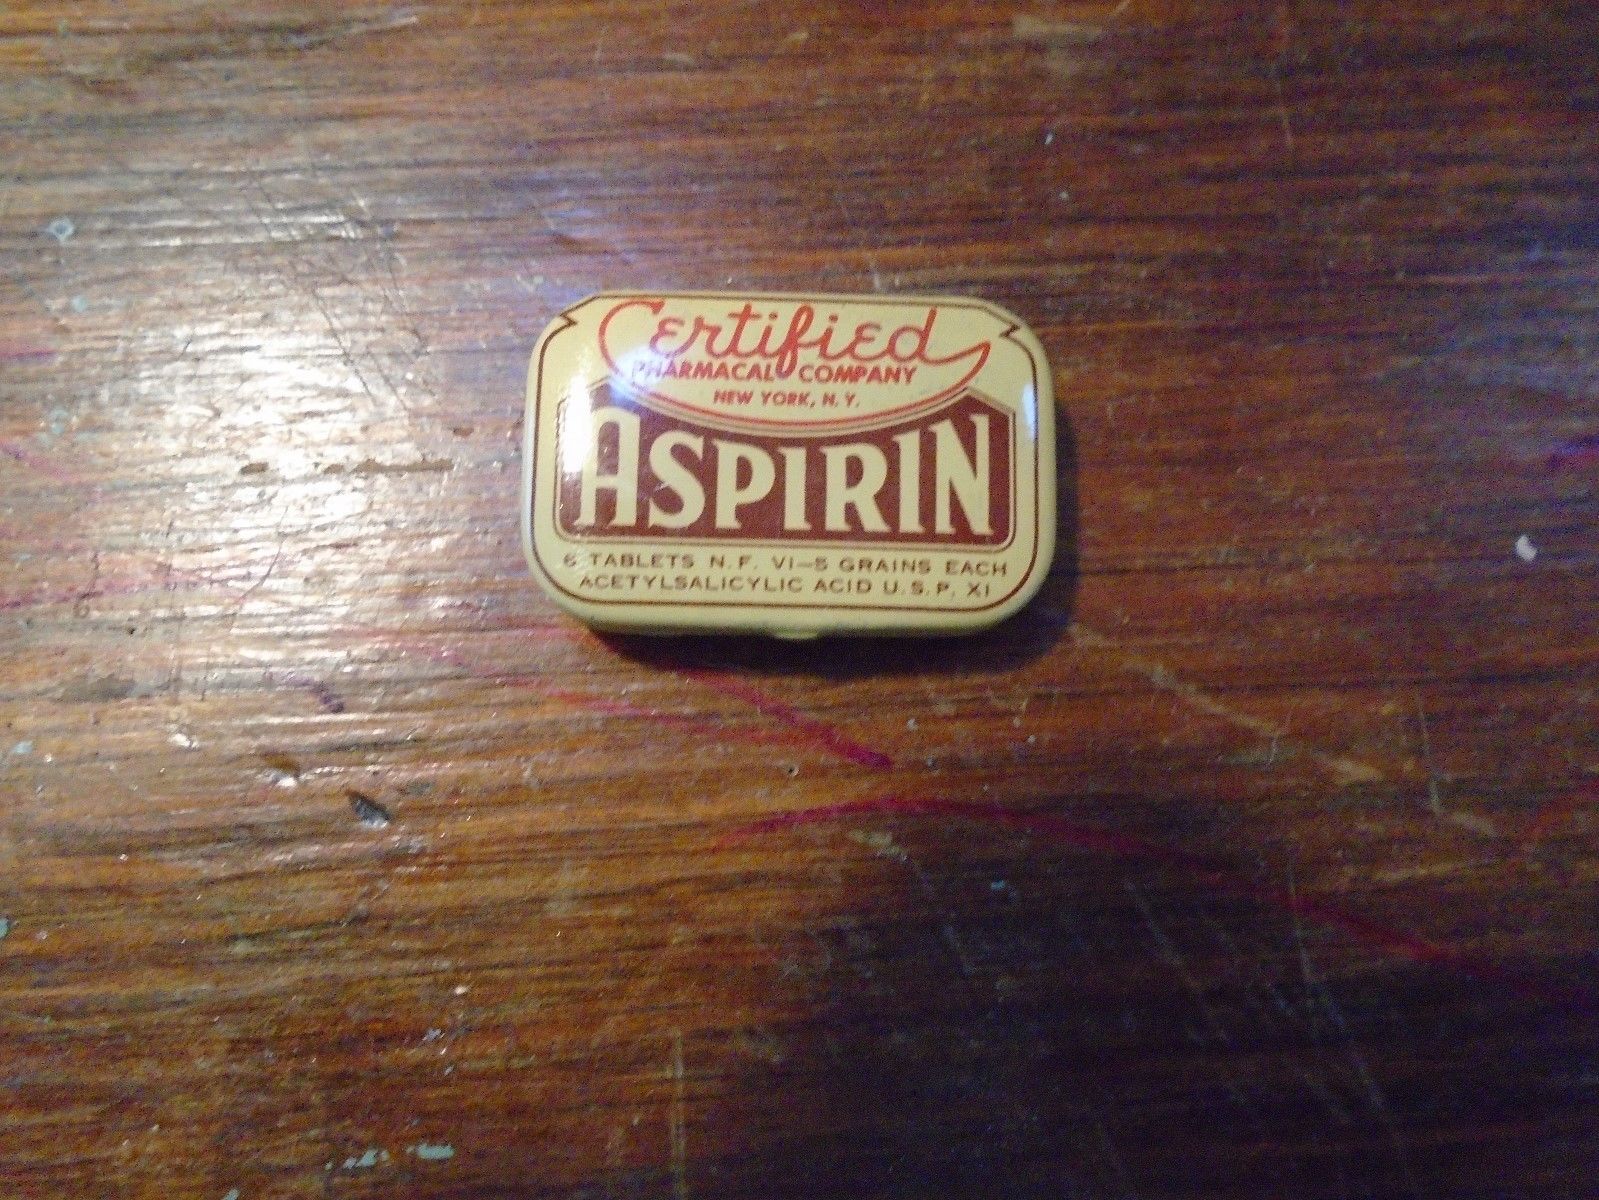 Certified
PHARMACAL COMPANY
NEW YORK, N.Y.
ASPIRIN
6 TABLETS N.F. VI—5 GRAINS EACH
ACETYLSALICYLIC ACID U.S.P. XI